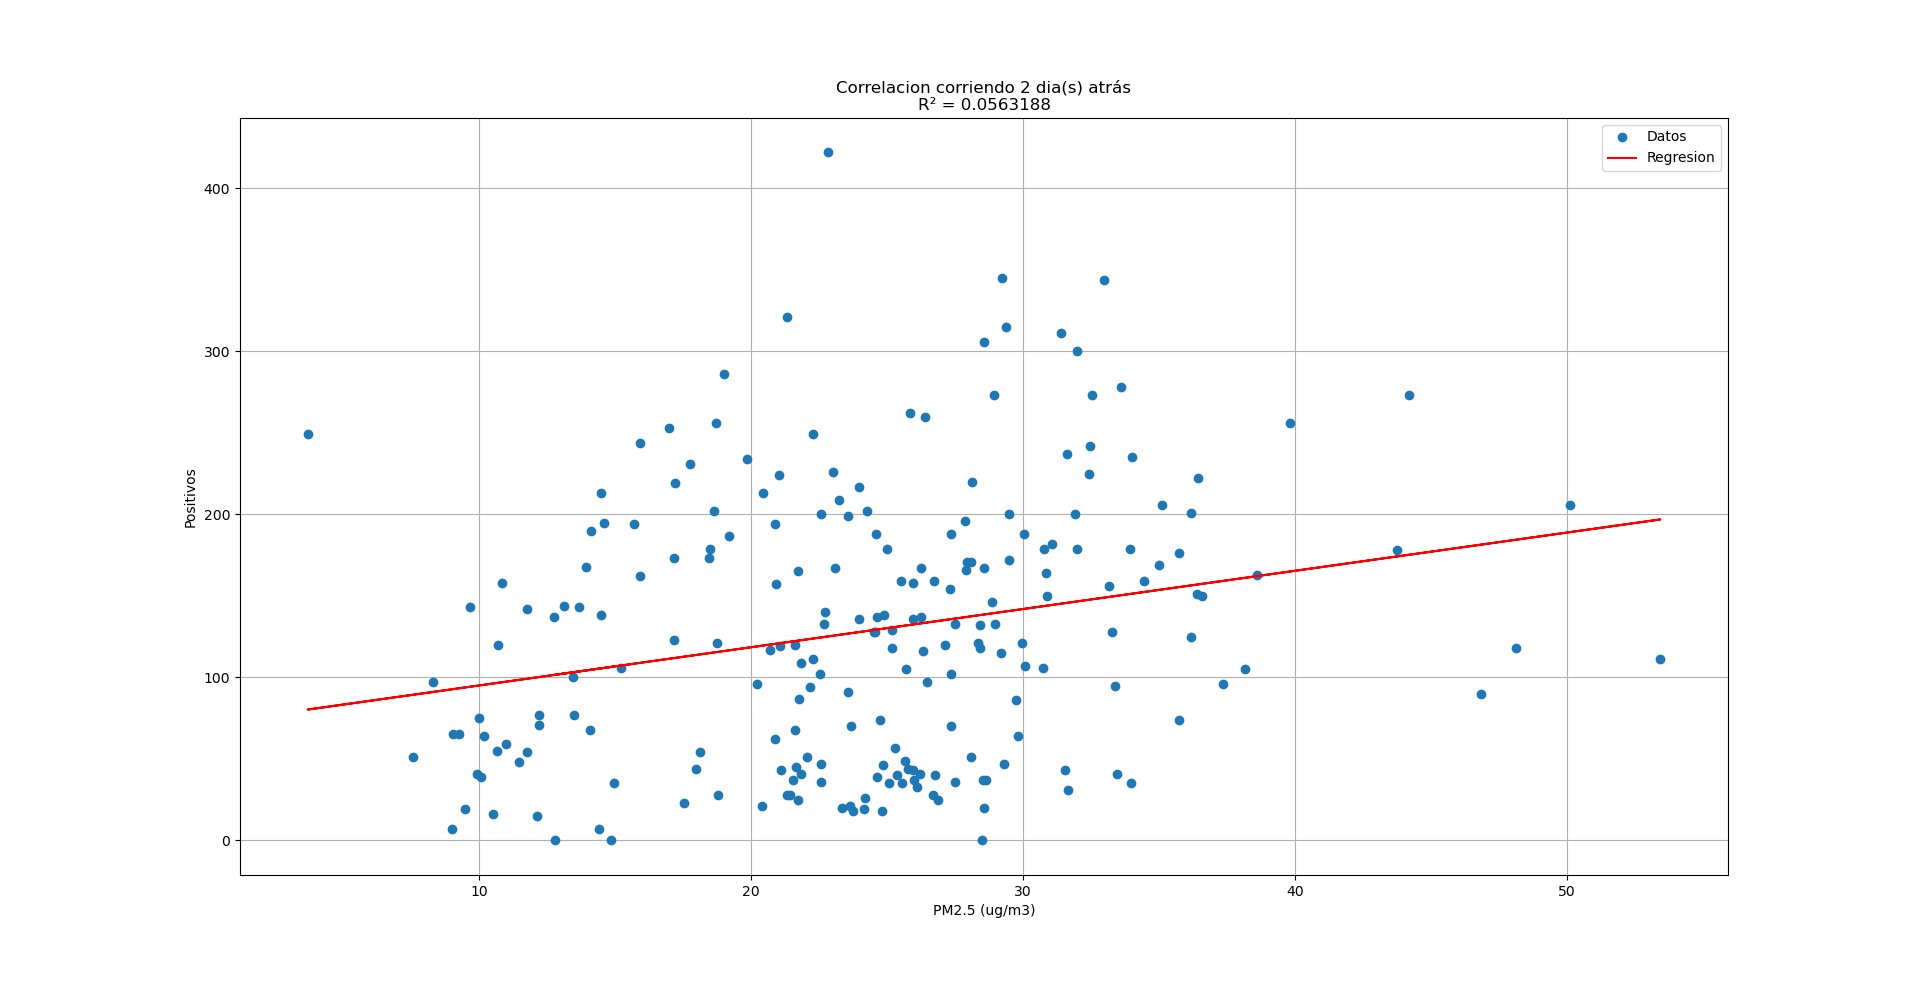 Correlacion corriendo 2 dia(s) atrás
R² = 0.0563188
Datos
Regresion
400
300
200
100
0
Positivos
10
20
30
40
50
PM2.5 (ug/m3)